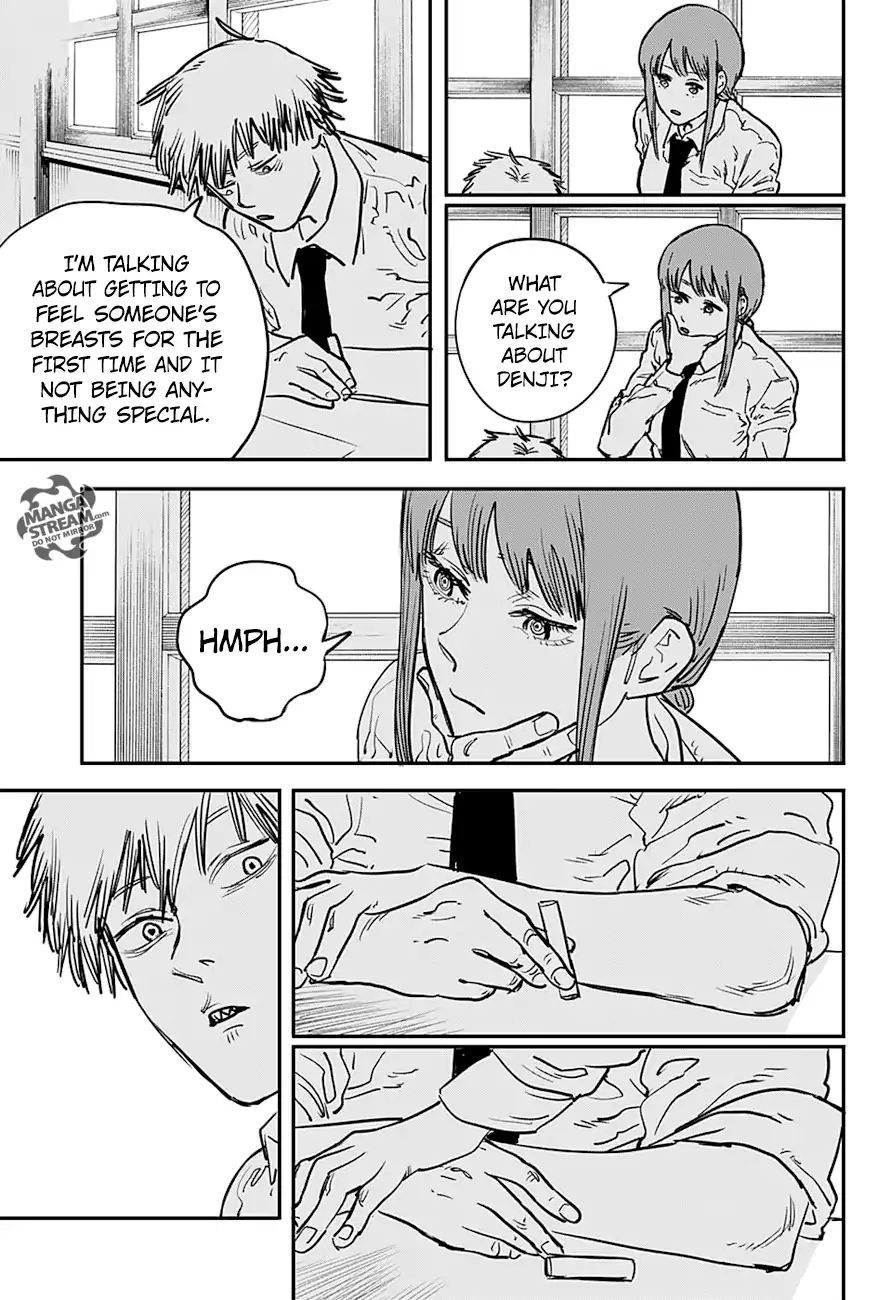 WHAT
ARE YOU
TALKING
ABOUT
DENJI?
I'M TALKING
ABOUT GETTING TO
FEEL SOMEONE'S
BREASTS FOR THE
FIRST TIME AND IT
NOT BEING ANY-
THING SPECIAL.
MANGA
STREAM.com
DO NOT MIRROR
HMPH...